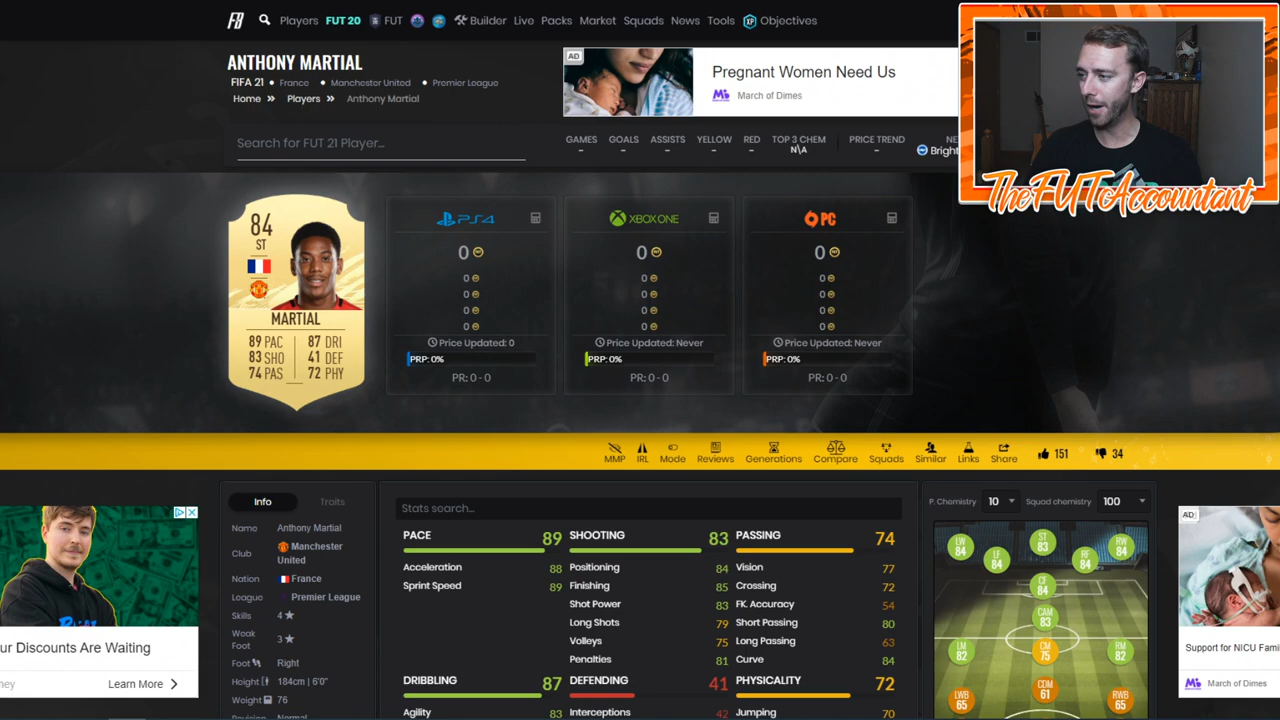 FB Players FUT 20 FUT Builder Live Packs Market Squads News Tools XP Objectives
ANTHONY MARTIAL
FIFA 21 • France • Manchester United • Premier League
Home >> Players >> Anthony Martial
AD
Pregnant Women Need Us
March of Dimes
Search for FUT 21 Player...
GAMES GOALS ASSISTS YELLOW RED TOP 3 CHEM PRICE TREND NE
- - - - - N\A - Bright
TheFUTAccountant
84
ST
MARTIAL
89 PAC 87 DRI
83 SHO 41 DEF
74 PAS 72 PHY
PS4
0
0
0
0
0
Price Updated: 0
PRP: 0%
PR: 0 - 0
XBOX ONE
0
0
0
0
0
Price Updated: Never
PRP: 0%
PR: 0 - 0
PC
0
0
0
0
0
Price Updated: Never
PRP: 0%
PR: 0 - 0
MMP IRL Mode Reviews Generations Compare Squads Similar Links Share 151 34
ur Discounts Are Waiting
ney Learn More
Info Traits
Name Anthony Martial
Club Manchester United
Nation France
League Premier League
Skills 4★
Weak Foot 3★
Foot Right
Height 184cm | 6'0"
Weight 76
Revision Normal
Stats search...
PACE 89
Acceleration 88
Sprint Speed 89
SHOOTING 83
Positioning 84
Finishing 85
Shot Power 83
Long Shots 79
Volleys 75
Penalties 81
PASSING 74
Vision 77
Crossing 72
FK. Accuracy 54
Short Passing 80
Long Passing 63
Curve 84
DRIBBLING 87
Agility 83
DEFENDING 41
Interceptions 42
PHYSICALITY 72
Jumping 70
P. Chemistry 10 Squad chemistry 100
LW 84
LF 84
ST 83
RF 84
RW 84
CF 84
CAM 83
LM 82
CM 75
RM 82
LWB 65
CDM 61
RWB 65
AD
Support for NICU Fami
March of Dimes